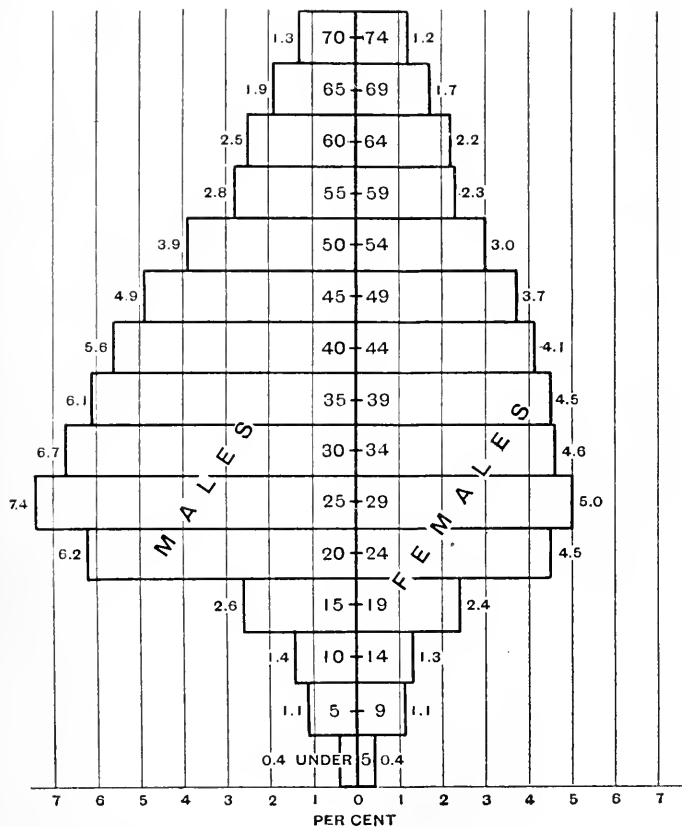 1.3 70 74 1.2
1.9 65 69 1.7
2.5 60 64 2.2
2.8 55 59 2.3
3.9 50 54 3.0
4.9 45 49 3.7
5.6 40 44 4.1
6.1 35 39 4.5
6.7 30 34 4.6
7.4 25 29 5.0
6.2 20 24 4.5
2.6 15 19 2.4
1.4 10 14 1.3
1.1 5 9 1.1
0.4 UNDER 5 0.4
MALES
FEMALES
7 6 5 4 3 2 1 0 1 2 3 4 5 6 7
PER CENT